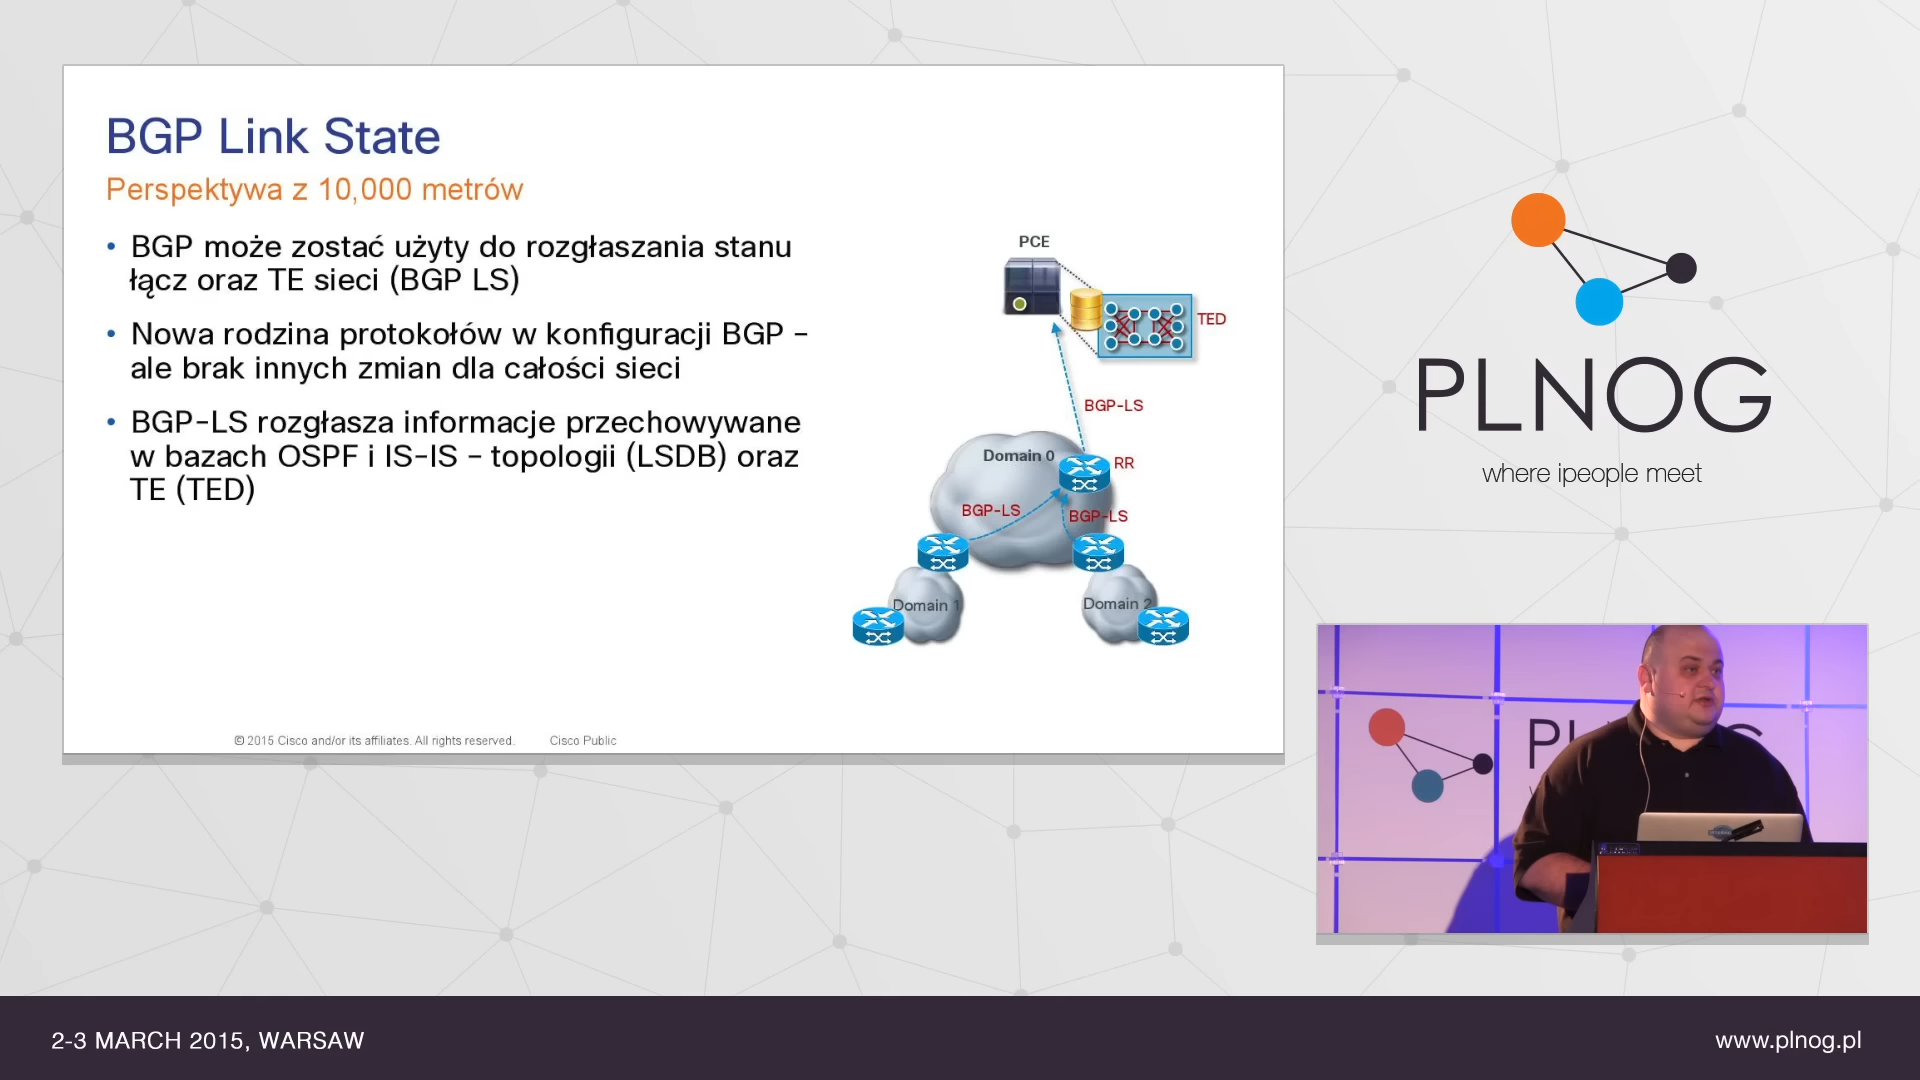 BGP Link State
Perspektywa z 10,000 metrów
• BGP może zostać użyty do rozgłaszania stanu
łącz oraz TE sieci (BGP LS)
• Nowa rodzina protokołów w konfiguracji BGP –
ale brak innych zmian dla całości sieci
• BGP-LS rozgłasza informacje przechowywane
w bazach OSPF i IS-IS – topologii (LSDB) oraz
TE (TED)
PCE
TED
BGP-LS
Domain 0
RR
BGP-LS
BGP-LS
Domain 1
Domain 2
© 2015 Cisco and/or its affiliates. All rights reserved.
Cisco Public
PLNOG
where ipeople meet
2-3 MARCH 2015, WARSAW
www.plnog.pl